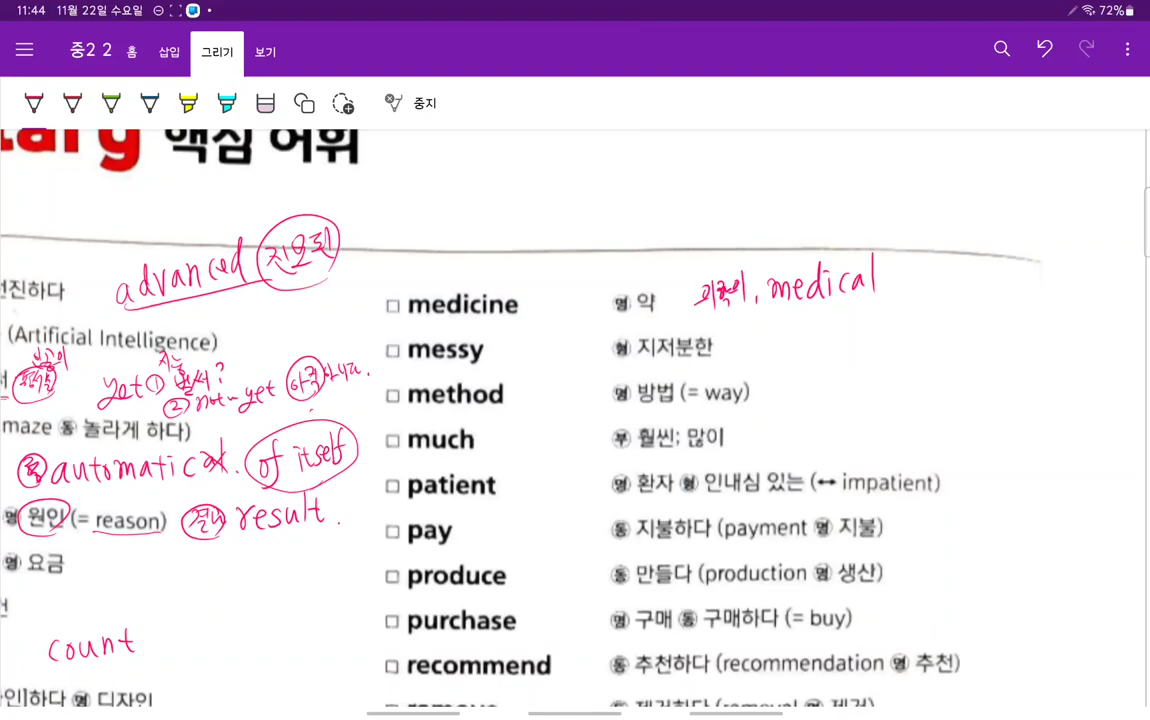 11:44 11월 22일 수요일 72%
중2 2 홈 삽입 그리기 보기
중지
핵심 어휘
advanced 진보된
전진하다
(Artificial Intelligence)
yet ① 벌써?
② not ~ yet 아직 아니다.
maze 동 놀라게 하다)
automatic of itself
명 원인 (= reason) 결과 result.
명 요금
count
인]하다 명 디자인
의학의, medical
□ medicine 명 약
□ messy 형 지저분한
□ method 명 방법 (= way)
□ much 부 훨씬; 많이
□ patient 명 환자 형 인내심 있는 (↔ impatient)
□ pay 동 지불하다 (payment 명 지불)
□ produce 동 만들다 (production 명 생산)
□ purchase 명 구매 동 구매하다 (= buy)
□ recommend 동 추천하다 (recommendation 명 추천)